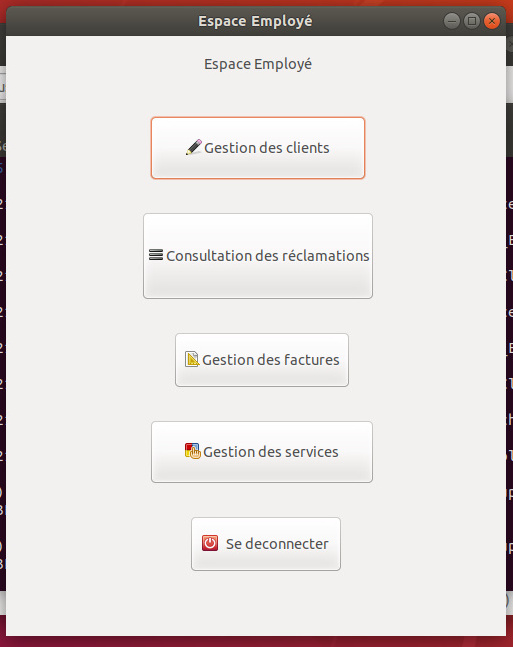 Espace Employé
Espace Employé
Gestion des clients
Consultation des réclamations
Gestion des factures
Gestion des services
Se deconnecter